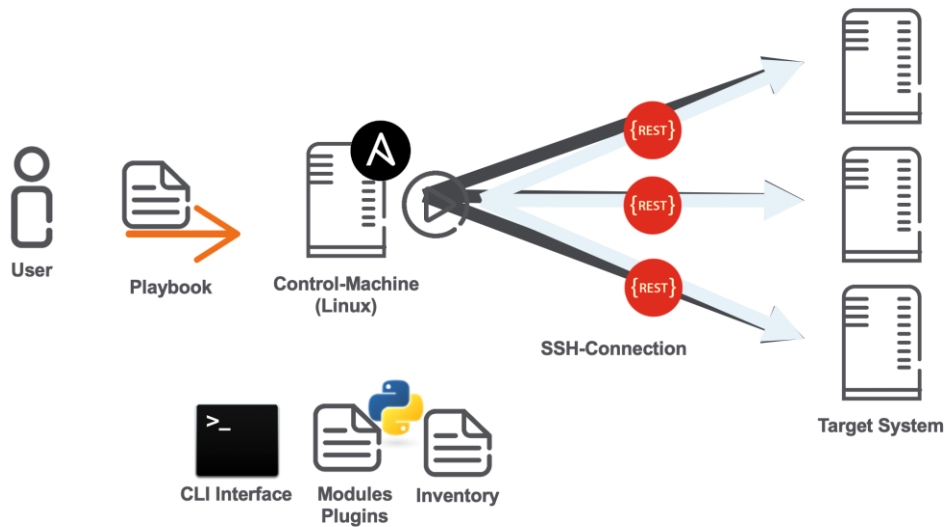 {REST}
{REST}
{REST}
User
Playbook
Control-Machine
(Linux)
SSH-Connection
Target System
>_
CLI Interface
Modules
Plugins
Inventory